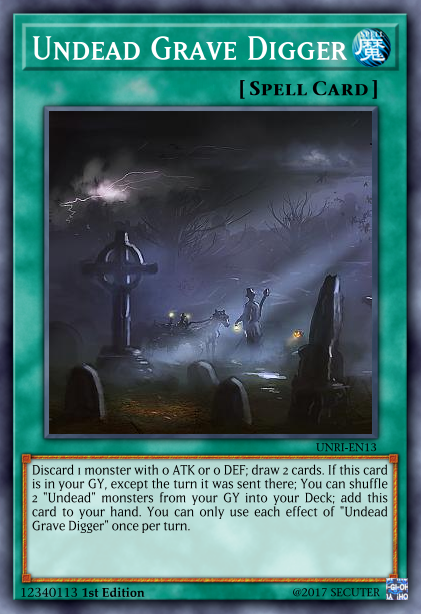 UNDEAD GRAVE DIGGER 魔
[SPELL CARD]
UNRI-EN13
Discard 1 monster with 0 ATK or 0 DEF; draw 2 cards. If this card
is in your GY, except the turn it was sent there; You can shuffle
2 "Undead" monsters from your GY into your Deck; add this
card to your hand. You can only use each effect of "Undead
Grave Digger" once per turn.
12340113 1st Edition ©2017 SECUTER